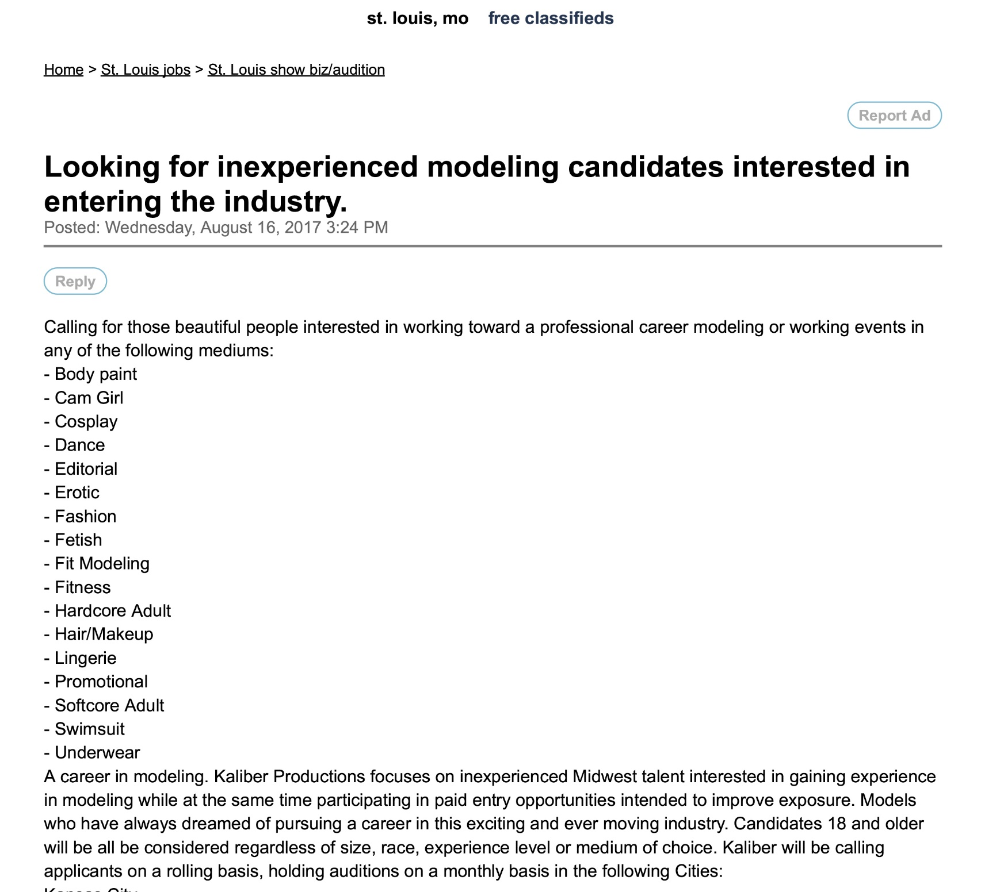 st. louis, mo free classifieds
Home > St. Louis jobs > St. Louis show biz/audition
Report Ad
Looking for inexperienced modeling candidates interested in
entering the industry.
Posted: Wednesday, August 16, 2017 3:24 PM
Reply
Calling for those beautiful people interested in working toward a professional career modeling or working events in
any of the following mediums:
- Body paint
- Cam Girl
- Cosplay
- Dance
- Editorial
- Erotic
- Fashion
- Fetish
- Fit Modeling
- Fitness
- Hardcore Adult
- Hair/Makeup
- Lingerie
- Promotional
- Softcore Adult
- Swimsuit
- Underwear
A career in modeling. Kaliber Productions focuses on inexperienced Midwest talent interested in gaining experience
in modeling while at the same time participating in paid entry opportunities intended to improve exposure. Models
who have always dreamed of pursuing a career in this exciting and ever moving industry. Candidates 18 and older
will be all be considered regardless of size, race, experience level or medium of choice. Kaliber will be calling
applicants on a rolling basis, holding auditions on a monthly basis in the following Cities:
Kansas City